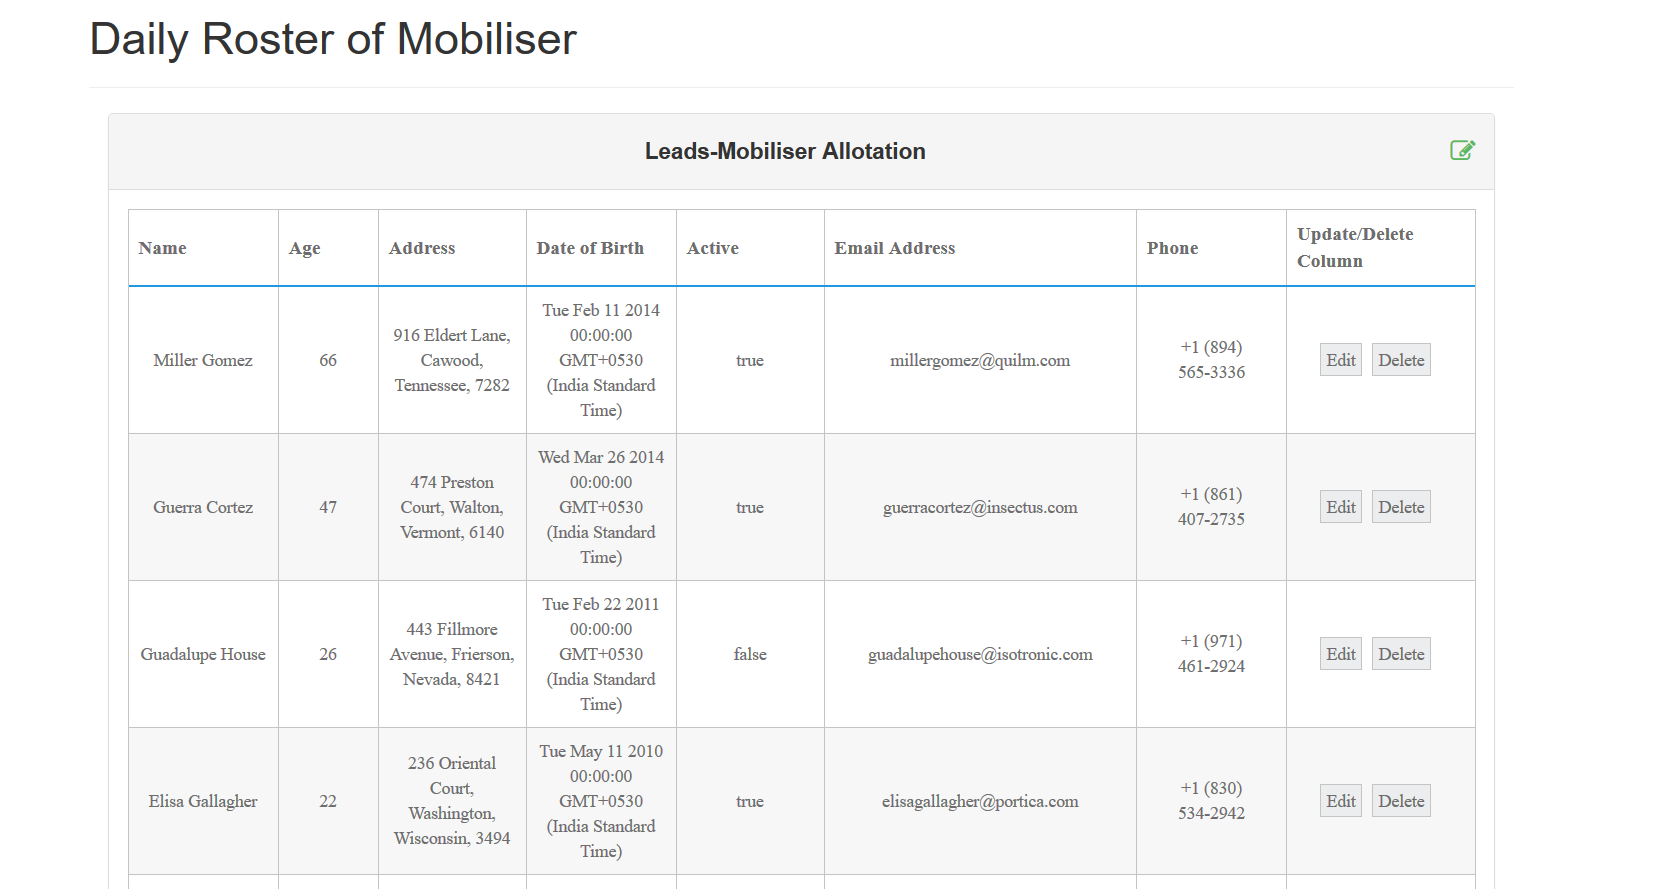 Daily Roster of Mobiliser
Leads-Mobiliser Allotation
Name Age Address Date of Birth Active Email Address Phone Update/Delete
Column
Miller Gomez
66
916 Eldert Lane,
Cawood,
Tennessee, 7282
Tue Feb 11 2014
00:00:00
GMT+0530
(India Standard
Time)
true
millergomez@quilm.com
+1 (894)
565-3336
Edit Delete
Guerra Cortez
47
474 Preston
Court, Walton,
Vermont, 6140
Wed Mar 26 2014
00:00:00
GMT+0530
(India Standard
Time)
true
guerracortez@insectus.com
+1 (861)
407-2735
Edit Delete
Guadalupe House
26
443 Fillmore
Avenue, Frierson,
Nevada, 8421
Tue Feb 22 2011
00:00:00
GMT+0530
(India Standard
Time)
false
guadalupehouse@isotronic.com
+1 (971)
461-2924
Edit Delete
Elisa Gallagher
22
236 Oriental
Court,
Washington,
Wisconsin, 3494
Tue May 11 2010
00:00:00
GMT+0530
(India Standard
Time)
true
elisagallagher@portica.com
+1 (830)
534-2942
Edit Delete